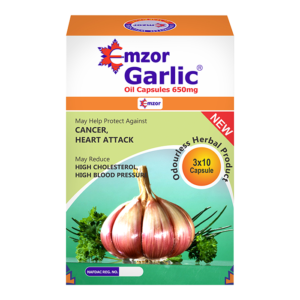 Emzor
Garlic®
Oil Capsules 650mg
Emzor
NEW
May Help Protect Against
CANCER,
HEART ATTACK
May Reduce
HIGH CHOLESTEROL,
HIGH BLOOD PRESSURE
Odourless Herbal Product
3x10
Capsule
NAFDAC REG. NO.